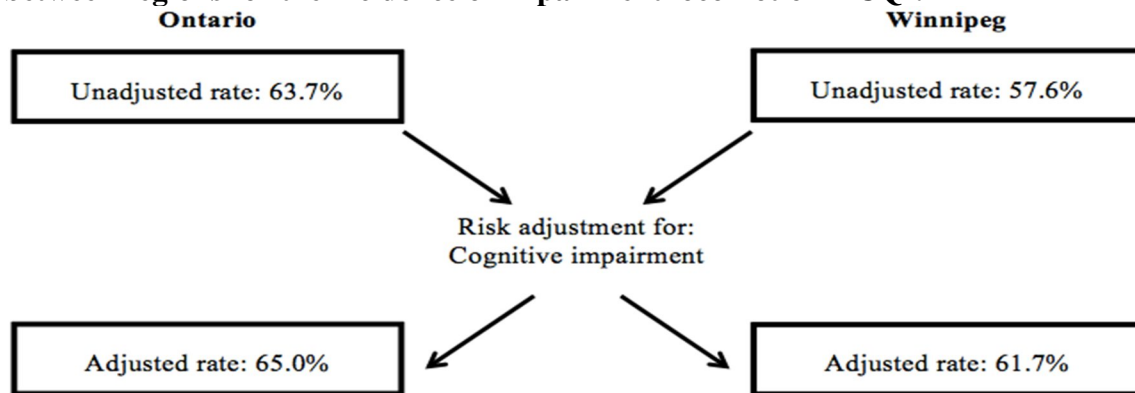 Ontario
Winnipeg
Unadjusted rate: 63.7%
Unadjusted rate: 57.6%
Risk adjustment for:
Cognitive impairment
Adjusted rate: 65.0%
Adjusted rate: 61.7%